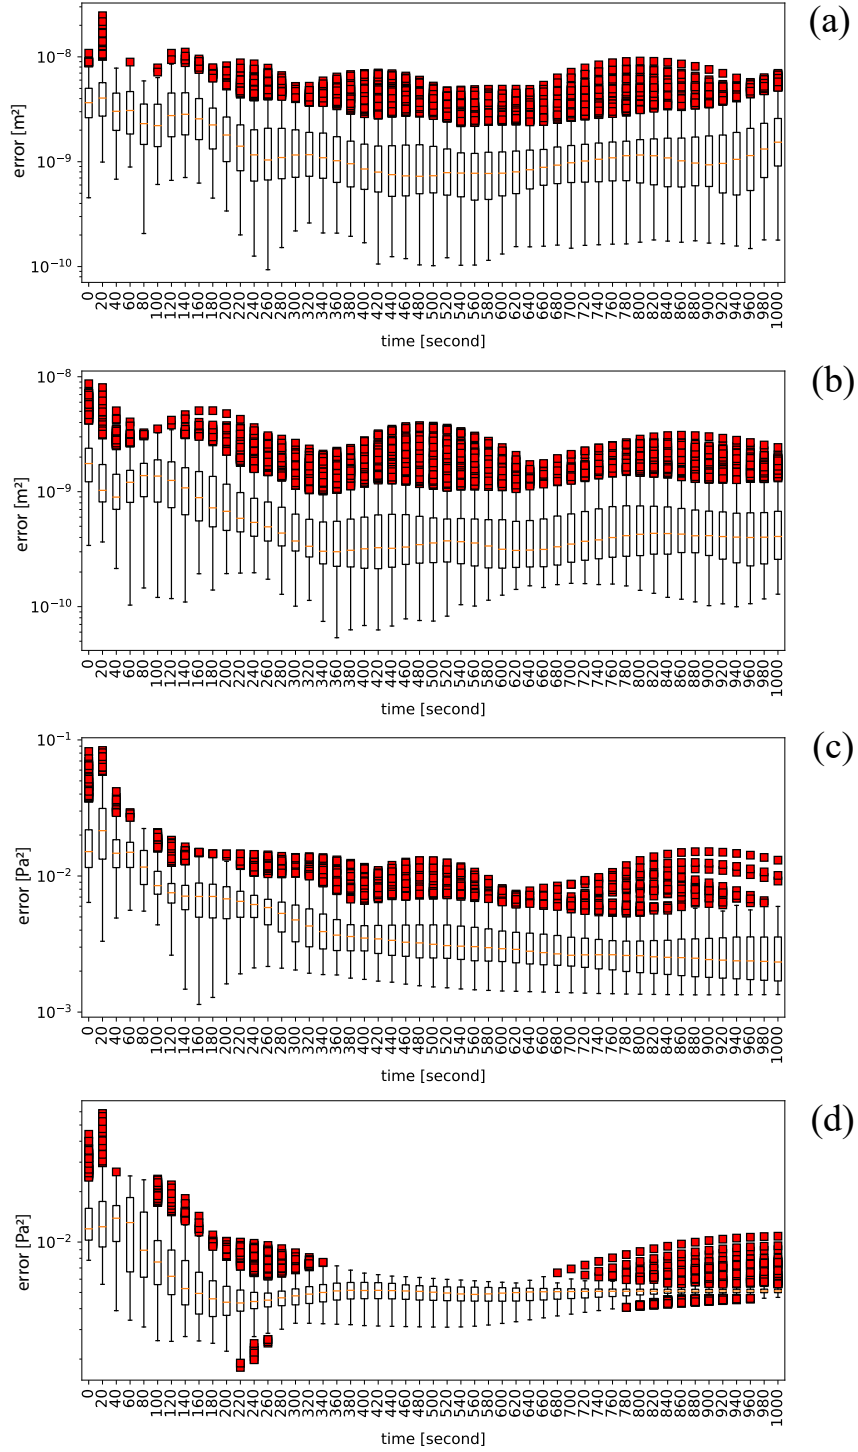 (a)
10⁻⁸
10⁻⁹
10⁻¹⁰
error [m²]
0 20 40 60 80 100 120 140 160 180 200 220 240 260 280 300 320 340 360 380 400 420 440 460 480 500 520 540 560 580 600 620 640 660 680 700 720 740 760 780 800 820 840 860 880 900 920 940 960 980 1000
time [second]
(b)
10⁻⁸
10⁻⁹
10⁻¹⁰
error [m²]
0 20 40 60 80 100 120 140 160 180 200 220 240 260 280 300 320 340 360 380 400 420 440 460 480 500 520 540 560 580 600 620 640 660 680 700 720 740 760 780 800 820 840 860 880 900 920 940 960 980 1000
time [second]
(c)
10⁻¹
10⁻²
10⁻³
error [Pa²]
0 20 40 60 80 100 120 140 160 180 200 220 240 260 280 300 320 340 360 380 400 420 440 460 480 500 520 540 560 580 600 620 640 660 680 700 720 740 760 780 800 820 840 860 880 900 920 940 960 980 1000
time [second]
(d)
10⁻²
error [Pa²]
0 20 40 60 80 100 120 140 160 180 200 220 240 260 280 300 320 340 360 380 400 420 440 460 480 500 520 540 560 580 600 620 640 660 680 700 720 740 760 780 800 820 840 860 880 900 920 940 960 980 1000
time [second]